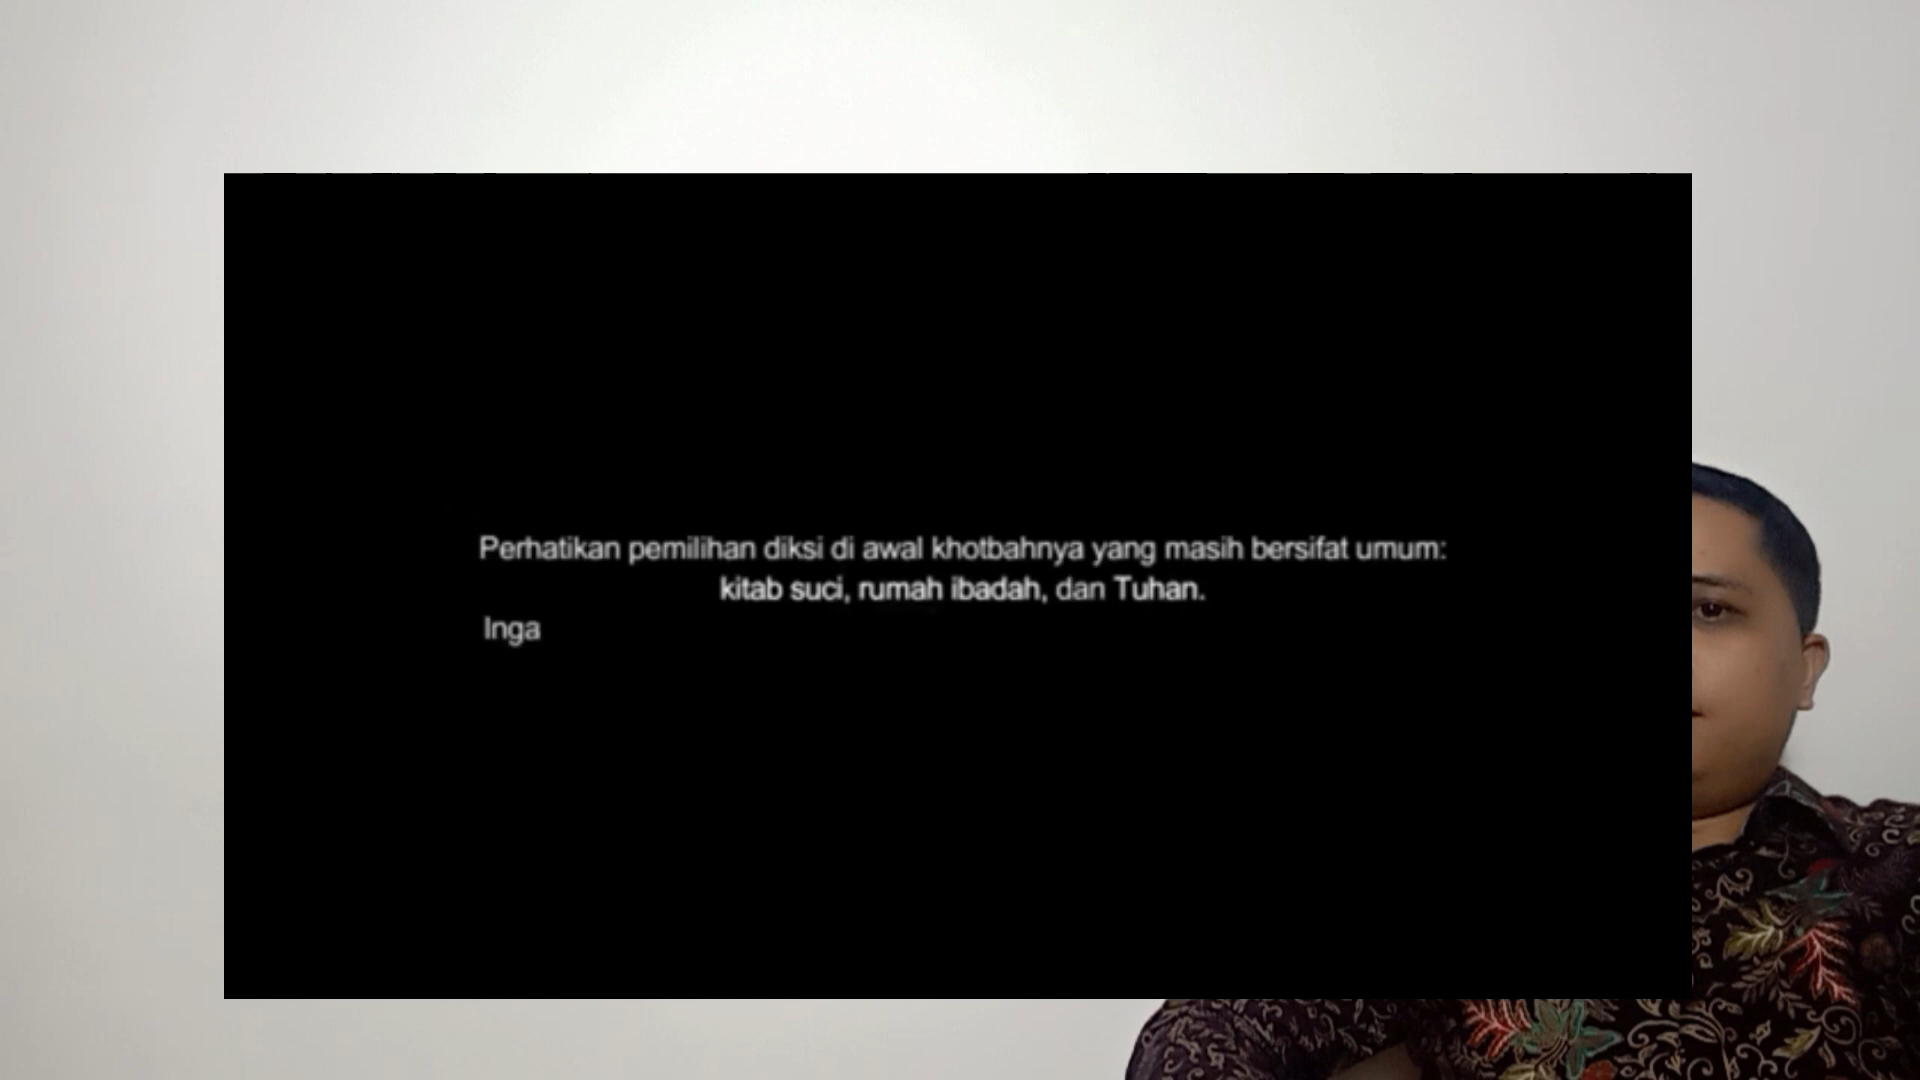 Perhatikan pemilihan diksi di awal khotbahnya yang masih bersifat umum:
kitab suci, rumah ibadah, dan Tuhan.
Inga